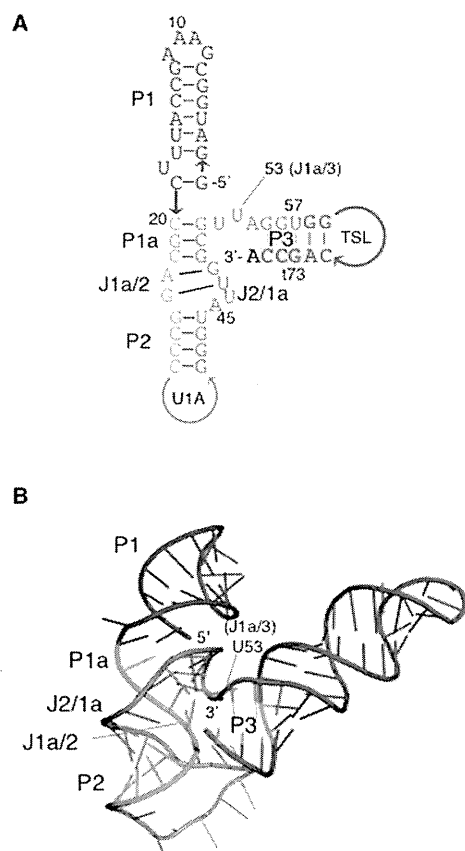 A
10
A A
A G
G C
C-G
P1
C-G
A-U
U-A
U-G
U
C-G-5'
53 (J1a/3)
20
57
C-G U U A G G U G G
P1a
P3
TSL
3'- A C C G A C
t73
J1a/2
J2/1a
45
P2
U1A
B
P1
5'
(J1a/3)
U53
P1a
J2/1a
3'
P3
J1a/2
P2